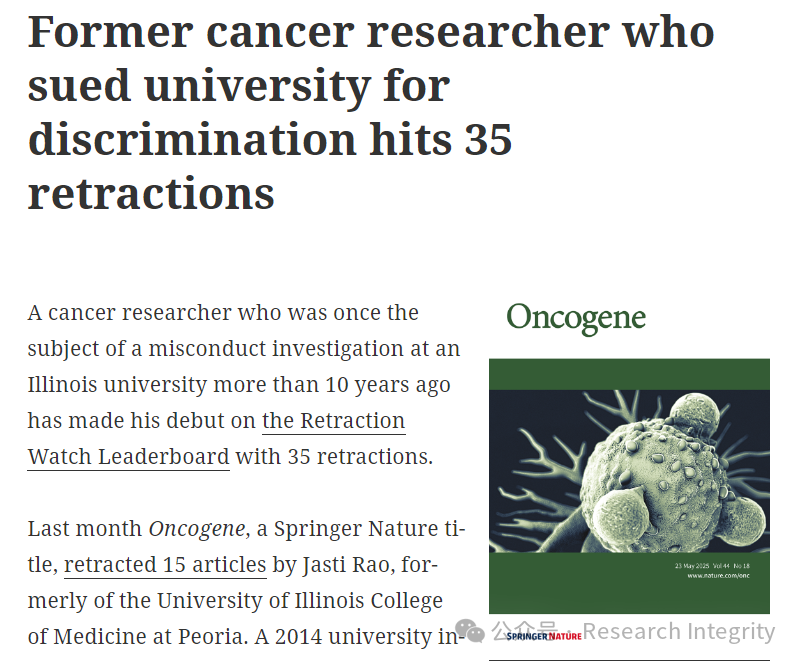 Former cancer researcher who
sued university for
discrimination hits 35
retractions
A cancer researcher who was once the
subject of a misconduct investigation at an
Illinois university more than 10 years ago
has made his debut on the Retraction
Watch Leaderboard with 35 retractions.
Last month Oncogene, a Springer Nature ti-
tle, retracted 15 articles by Jasti Rao, for-
merly of the University of Illinois College
of Medicine at Peoria. A 2014 university in-
Oncogene
23 May 2025 Vol 44 No 18
www.nature.com/onc
SPRINGER NATURE
公众号 · Research Integrity